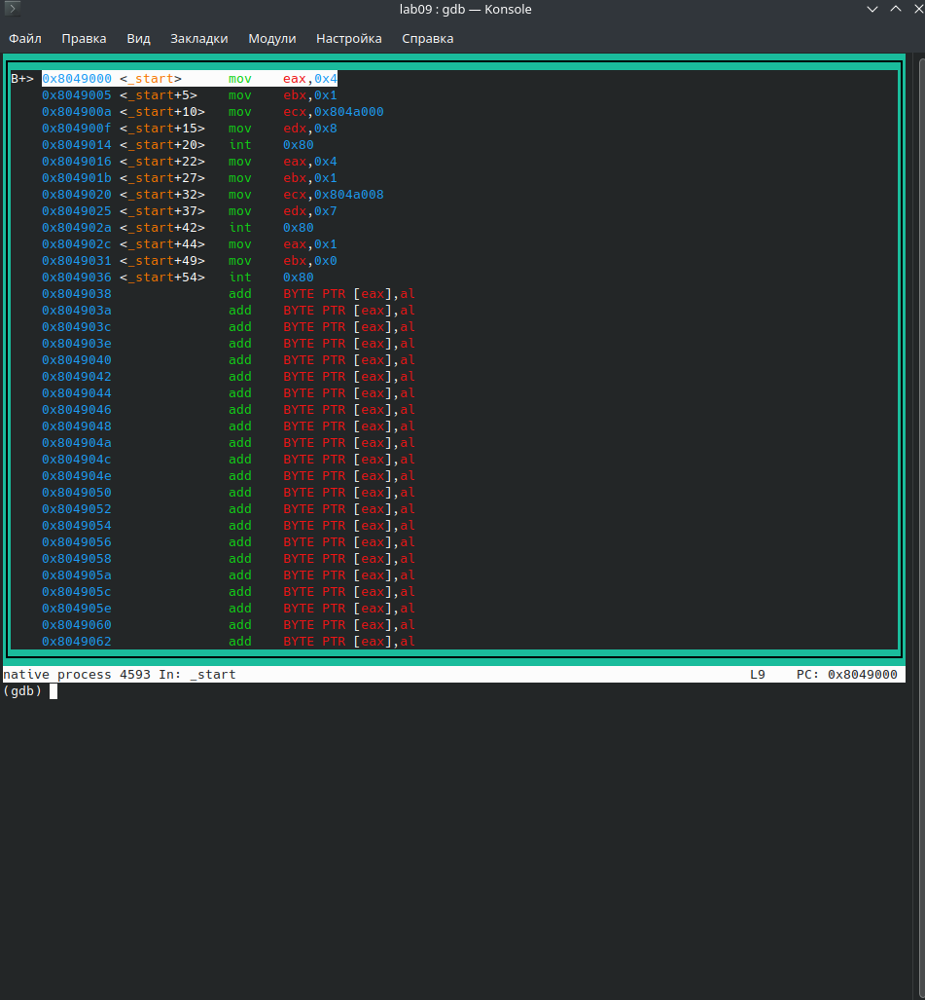 lab09 : gdb — Konsole
Файл Правка Вид Закладки Модули Настройка Справка
B+> 0x8049000 <_start> mov eax,0x4
0x8049005 <_start+5> mov ebx,0x1
0x804900a <_start+10> mov ecx,0x804a000
0x804900f <_start+15> mov edx,0x8
0x8049014 <_start+20> int 0x80
0x8049016 <_start+22> mov eax,0x4
0x804901b <_start+27> mov ebx,0x1
0x8049020 <_start+32> mov ecx,0x804a008
0x8049025 <_start+37> mov edx,0x7
0x804902a <_start+42> int 0x80
0x804902c <_start+44> mov eax,0x1
0x8049031 <_start+49> mov ebx,0x0
0x8049036 <_start+54> int 0x80
0x8049038 add BYTE PTR [eax],al
0x804903a add BYTE PTR [eax],al
0x804903c add BYTE PTR [eax],al
0x804903e add BYTE PTR [eax],al
0x8049040 add BYTE PTR [eax],al
0x8049042 add BYTE PTR [eax],al
0x8049044 add BYTE PTR [eax],al
0x8049046 add BYTE PTR [eax],al
0x8049048 add BYTE PTR [eax],al
0x804904a add BYTE PTR [eax],al
0x804904c add BYTE PTR [eax],al
0x804904e add BYTE PTR [eax],al
0x8049050 add BYTE PTR [eax],al
0x8049052 add BYTE PTR [eax],al
0x8049054 add BYTE PTR [eax],al
0x8049056 add BYTE PTR [eax],al
0x8049058 add BYTE PTR [eax],al
0x804905a add BYTE PTR [eax],al
0x804905c add BYTE PTR [eax],al
0x804905e add BYTE PTR [eax],al
0x8049060 add BYTE PTR [eax],al
0x8049062 add BYTE PTR [eax],al
native process 4593 In: _start L9 PC: 0x8049000
(gdb)